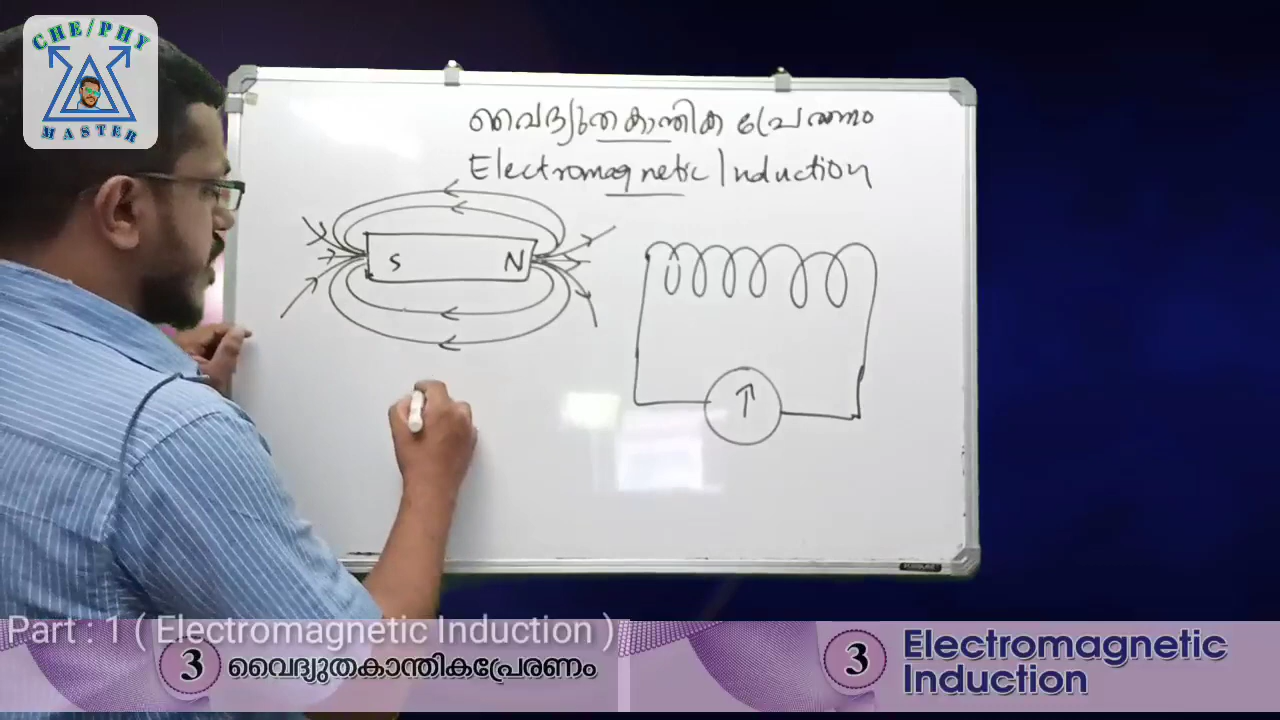 CHE/PHY
MASTER
വൈദ്യുതകാന്തിക പ്രേരണം
Electromagnetic Induction
S
N
Part : 1 ( Electromagnetic Induction )
3
വൈദ്യുതകാന്തികപ്രേരണം
3
Electromagnetic
Induction